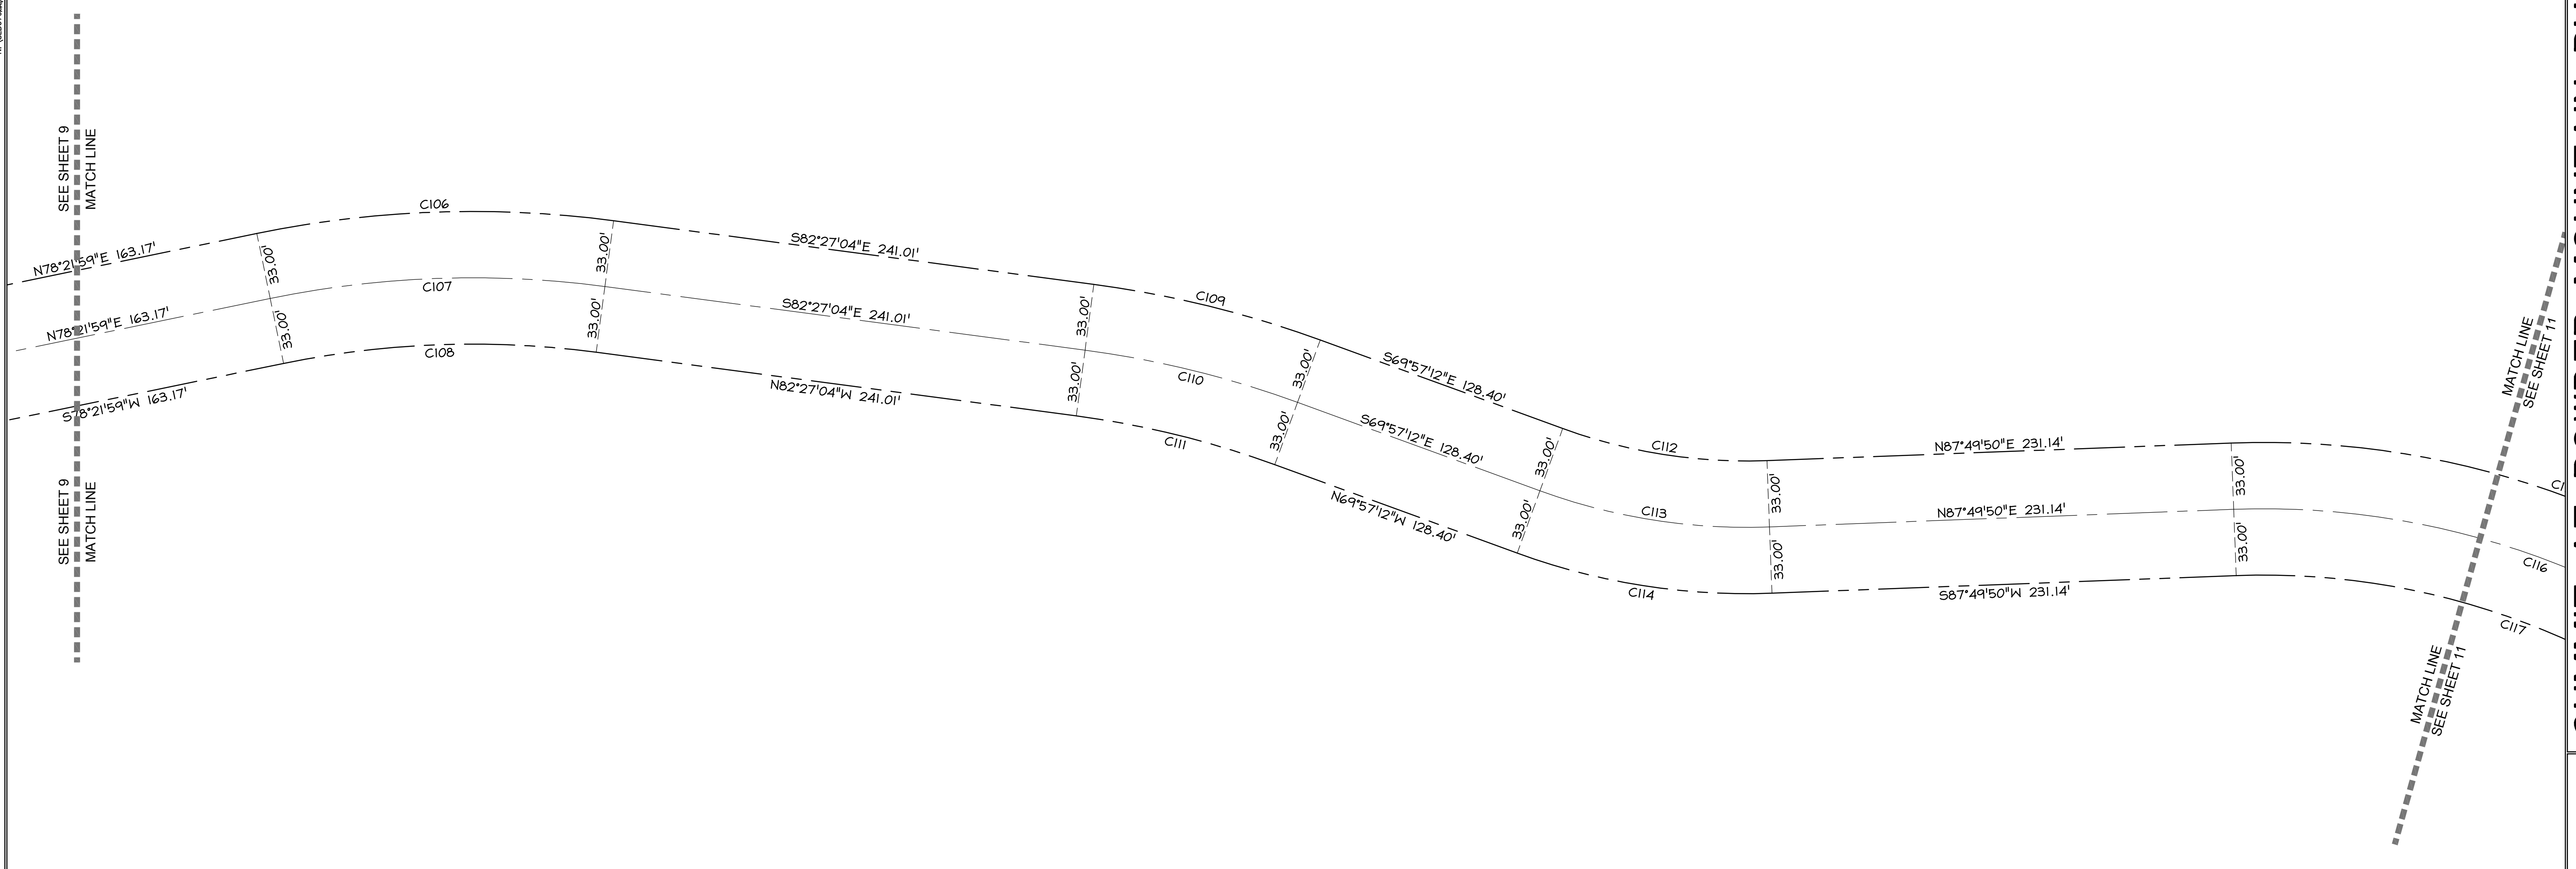 SEE SHEET 9
MATCH LINE
N78°21'59"E 163.17'
N78°21'59"E 163.17'
S78°21'59"W 163.17'
SEE SHEET 9
MATCH LINE
33.00'
33.00'
C106
C107
C108
33.00'
33.00'
S82°27'04"E 241.01'
S82°27'04"E 241.01'
N82°27'04"W 241.01'
33.00'
33.00'
C109
C110
C111
33.00'
33.00'
S69°57'12"E 128.40'
S69°57'12"E 128.40'
N69°57'12"W 128.40'
33.00'
33.00'
C112
C113
C114
33.00'
33.00'
N87°49'50"E 231.14'
N87°49'50"E 231.14'
S87°49'50"W 231.14'
33.00'
33.00'
MATCH LINE
SEE SHEET 11
C116
C117
MATCH LINE
SEE SHEET 11